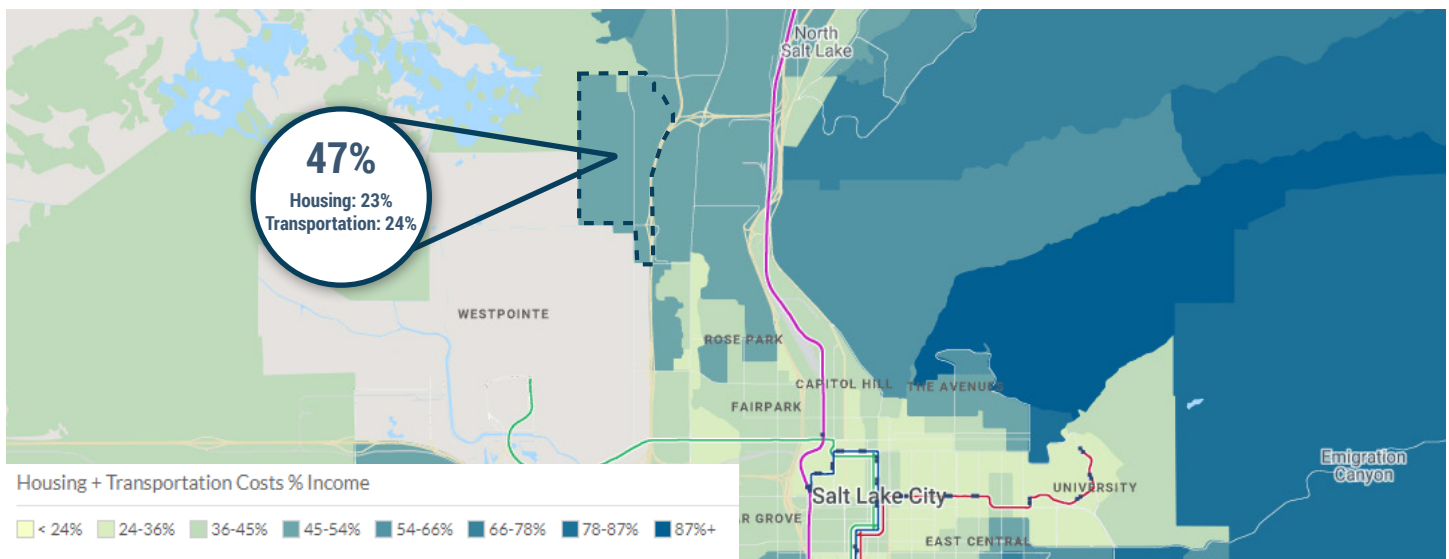 North
Salt Lake
47%
Housing: 23%
Transportation: 24%
WESTPOINTE
ROSE PARK
CAPITOL HILL
THE AVENUES
FAIRPARK
Emigration
Canyon
UNIVERSITY
Salt Lake City
AR GROVE
EAST CENTRAL
Housing + Transportation Costs % Income
< 24%
24-36%
36-45%
45-54%
54-66%
66-78%
78-87%
87%+